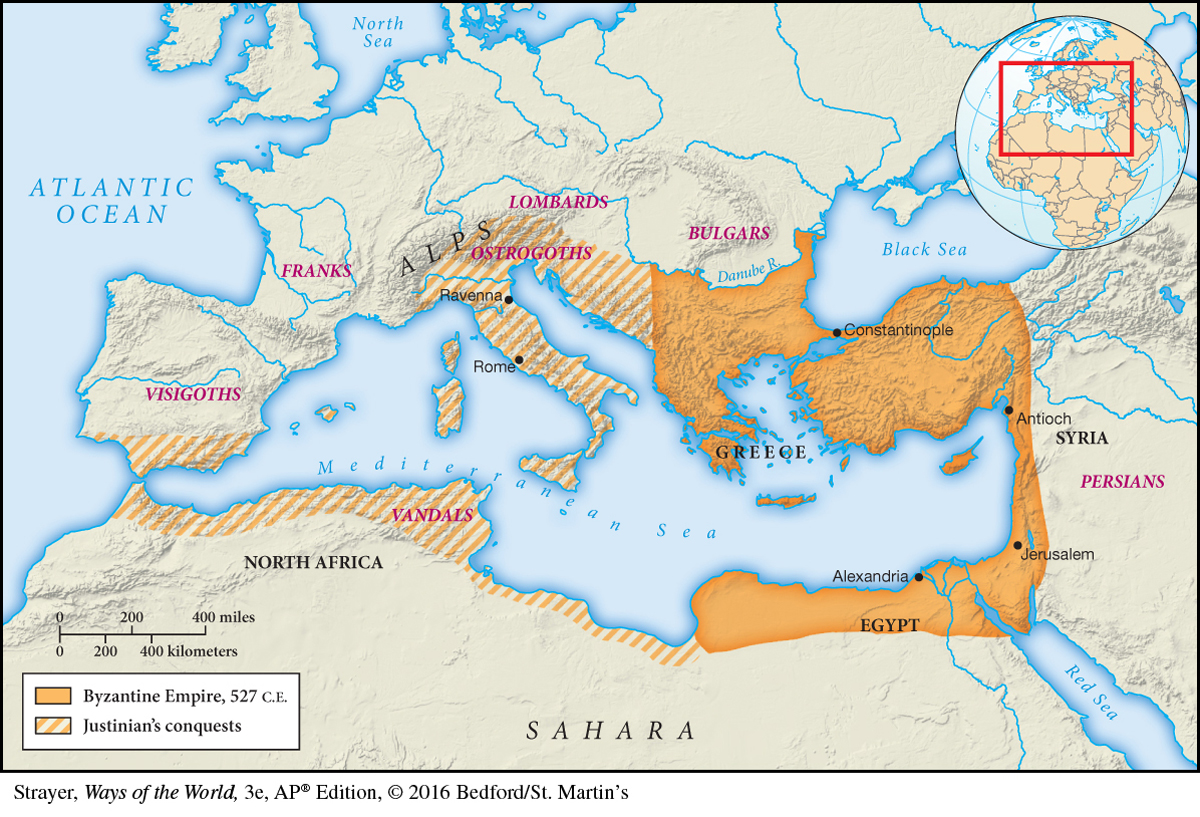 North
Sea
ATLANTIC
OCEAN
LOMBARDS
ALPS
OSTROGOTHS
BULGARS
Black Sea
FRANKS
Danube R.
Ravenna
Constantinople
Rome
VISIGOTHS
Antioch
SYRIA
GREECE
Mediterranean Sea
PERSIANS
VANDALS
NORTH AFRICA
Jerusalem
Alexandria
EGYPT
0 200 400 miles
0 200 400 kilometers
Red Sea
Byzantine Empire, 527 C.E.
Justinian's conquests
SAHARA
Strayer, Ways of the World, 3e, AP® Edition, © 2016 Bedford/St. Martin's